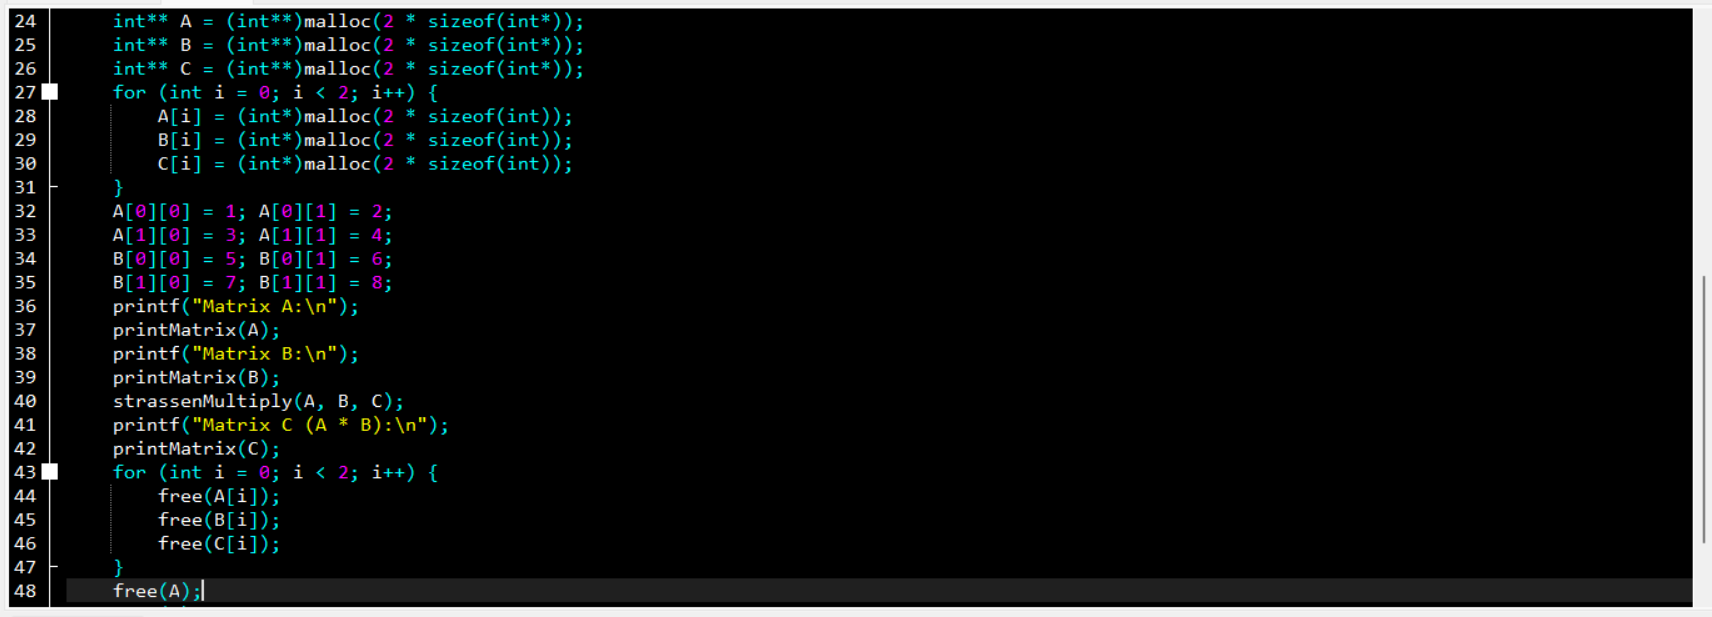 24 int** A = (int**)malloc(2 * sizeof(int*));
25 int** B = (int**)malloc(2 * sizeof(int*));
26 int** C = (int**)malloc(2 * sizeof(int*));
27 for (int i = 0; i < 2; i++) {
28 A[i] = (int*)malloc(2 * sizeof(int));
29 B[i] = (int*)malloc(2 * sizeof(int));
30 C[i] = (int*)malloc(2 * sizeof(int));
31 }
32 A[0][0] = 1; A[0][1] = 2;
33 A[1][0] = 3; A[1][1] = 4;
34 B[0][0] = 5; B[0][1] = 6;
35 B[1][0] = 7; B[1][1] = 8;
36 printf("Matrix A:\n");
37 printMatrix(A);
38 printf("Matrix B:\n");
39 printMatrix(B);
40 strassenMultiply(A, B, C);
41 printf("Matrix C (A * B):\n");
42 printMatrix(C);
43 for (int i = 0; i < 2; i++) {
44 free(A[i]);
45 free(B[i]);
46 free(C[i]);
47 }
48 free(A);